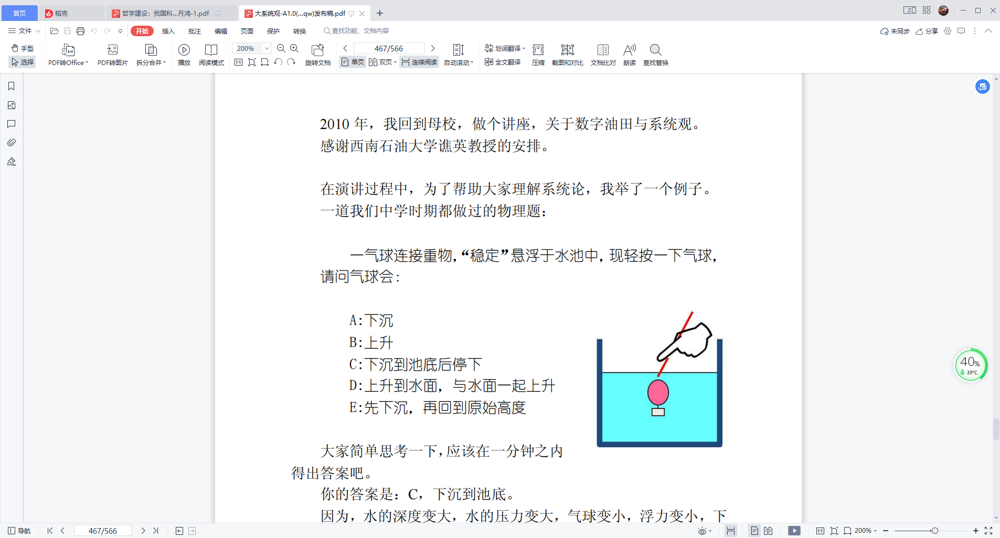 首页
稻壳
哲学建设：我国科...月鸿-1.pdf
大系统观-A1.0(...qw)发布稿.pdf
文件
开始
插入
批注
编辑
页面
保护
转换
查找功能、文档内容
未同步
分享
手型
选择
PDF转Office
PDF转图片
拆分合并
播放
阅读模式
200%
旋转文档
467/566
单页
双页
连续阅读
自动滚动
划词翻译
全文翻译
压缩
截图和对比
文档比对
朗读
查找替换
2010 年，我回到母校，做个讲座，关于数字油田与系统观。
感谢西南石油大学谯英教授的安排。
在演讲过程中，为了帮助大家理解系统论，我举了一个例子。
一道我们中学时期都做过的物理题：
一气球连接重物，“稳定”悬浮于水池中，现轻按一下气球，
请问气球会：
A:下沉
B:上升
C:下沉到池底后停下
D:上升到水面，与水面一起上升
E:先下沉，再回到原始高度
大家简单思考一下，应该在一分钟之内
得出答案吧。
你的答案是：C，下沉到池底。
因为，水的深度变大，水的压力变大，气球变小，浮力变小，下
40%
39°C
导航
467/566
200%